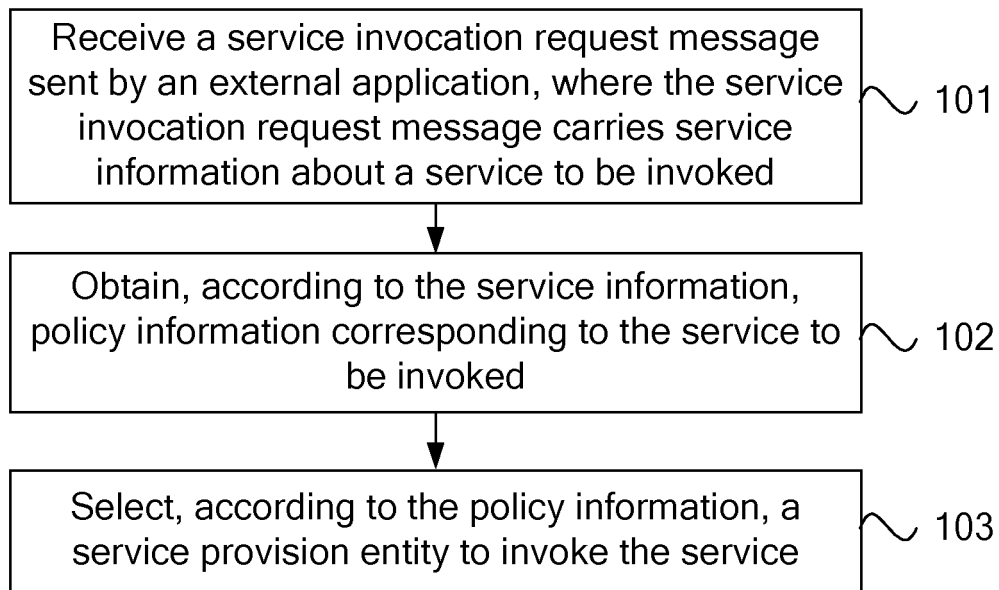 Receive a service invocation request message
sent by an external application, where the service
invocation request message carries service
information about a service to be invoked
101
Obtain, according to the service information,
policy information corresponding to the service to
be invoked
102
Select, according to the policy information, a
service provision entity to invoke the service
103